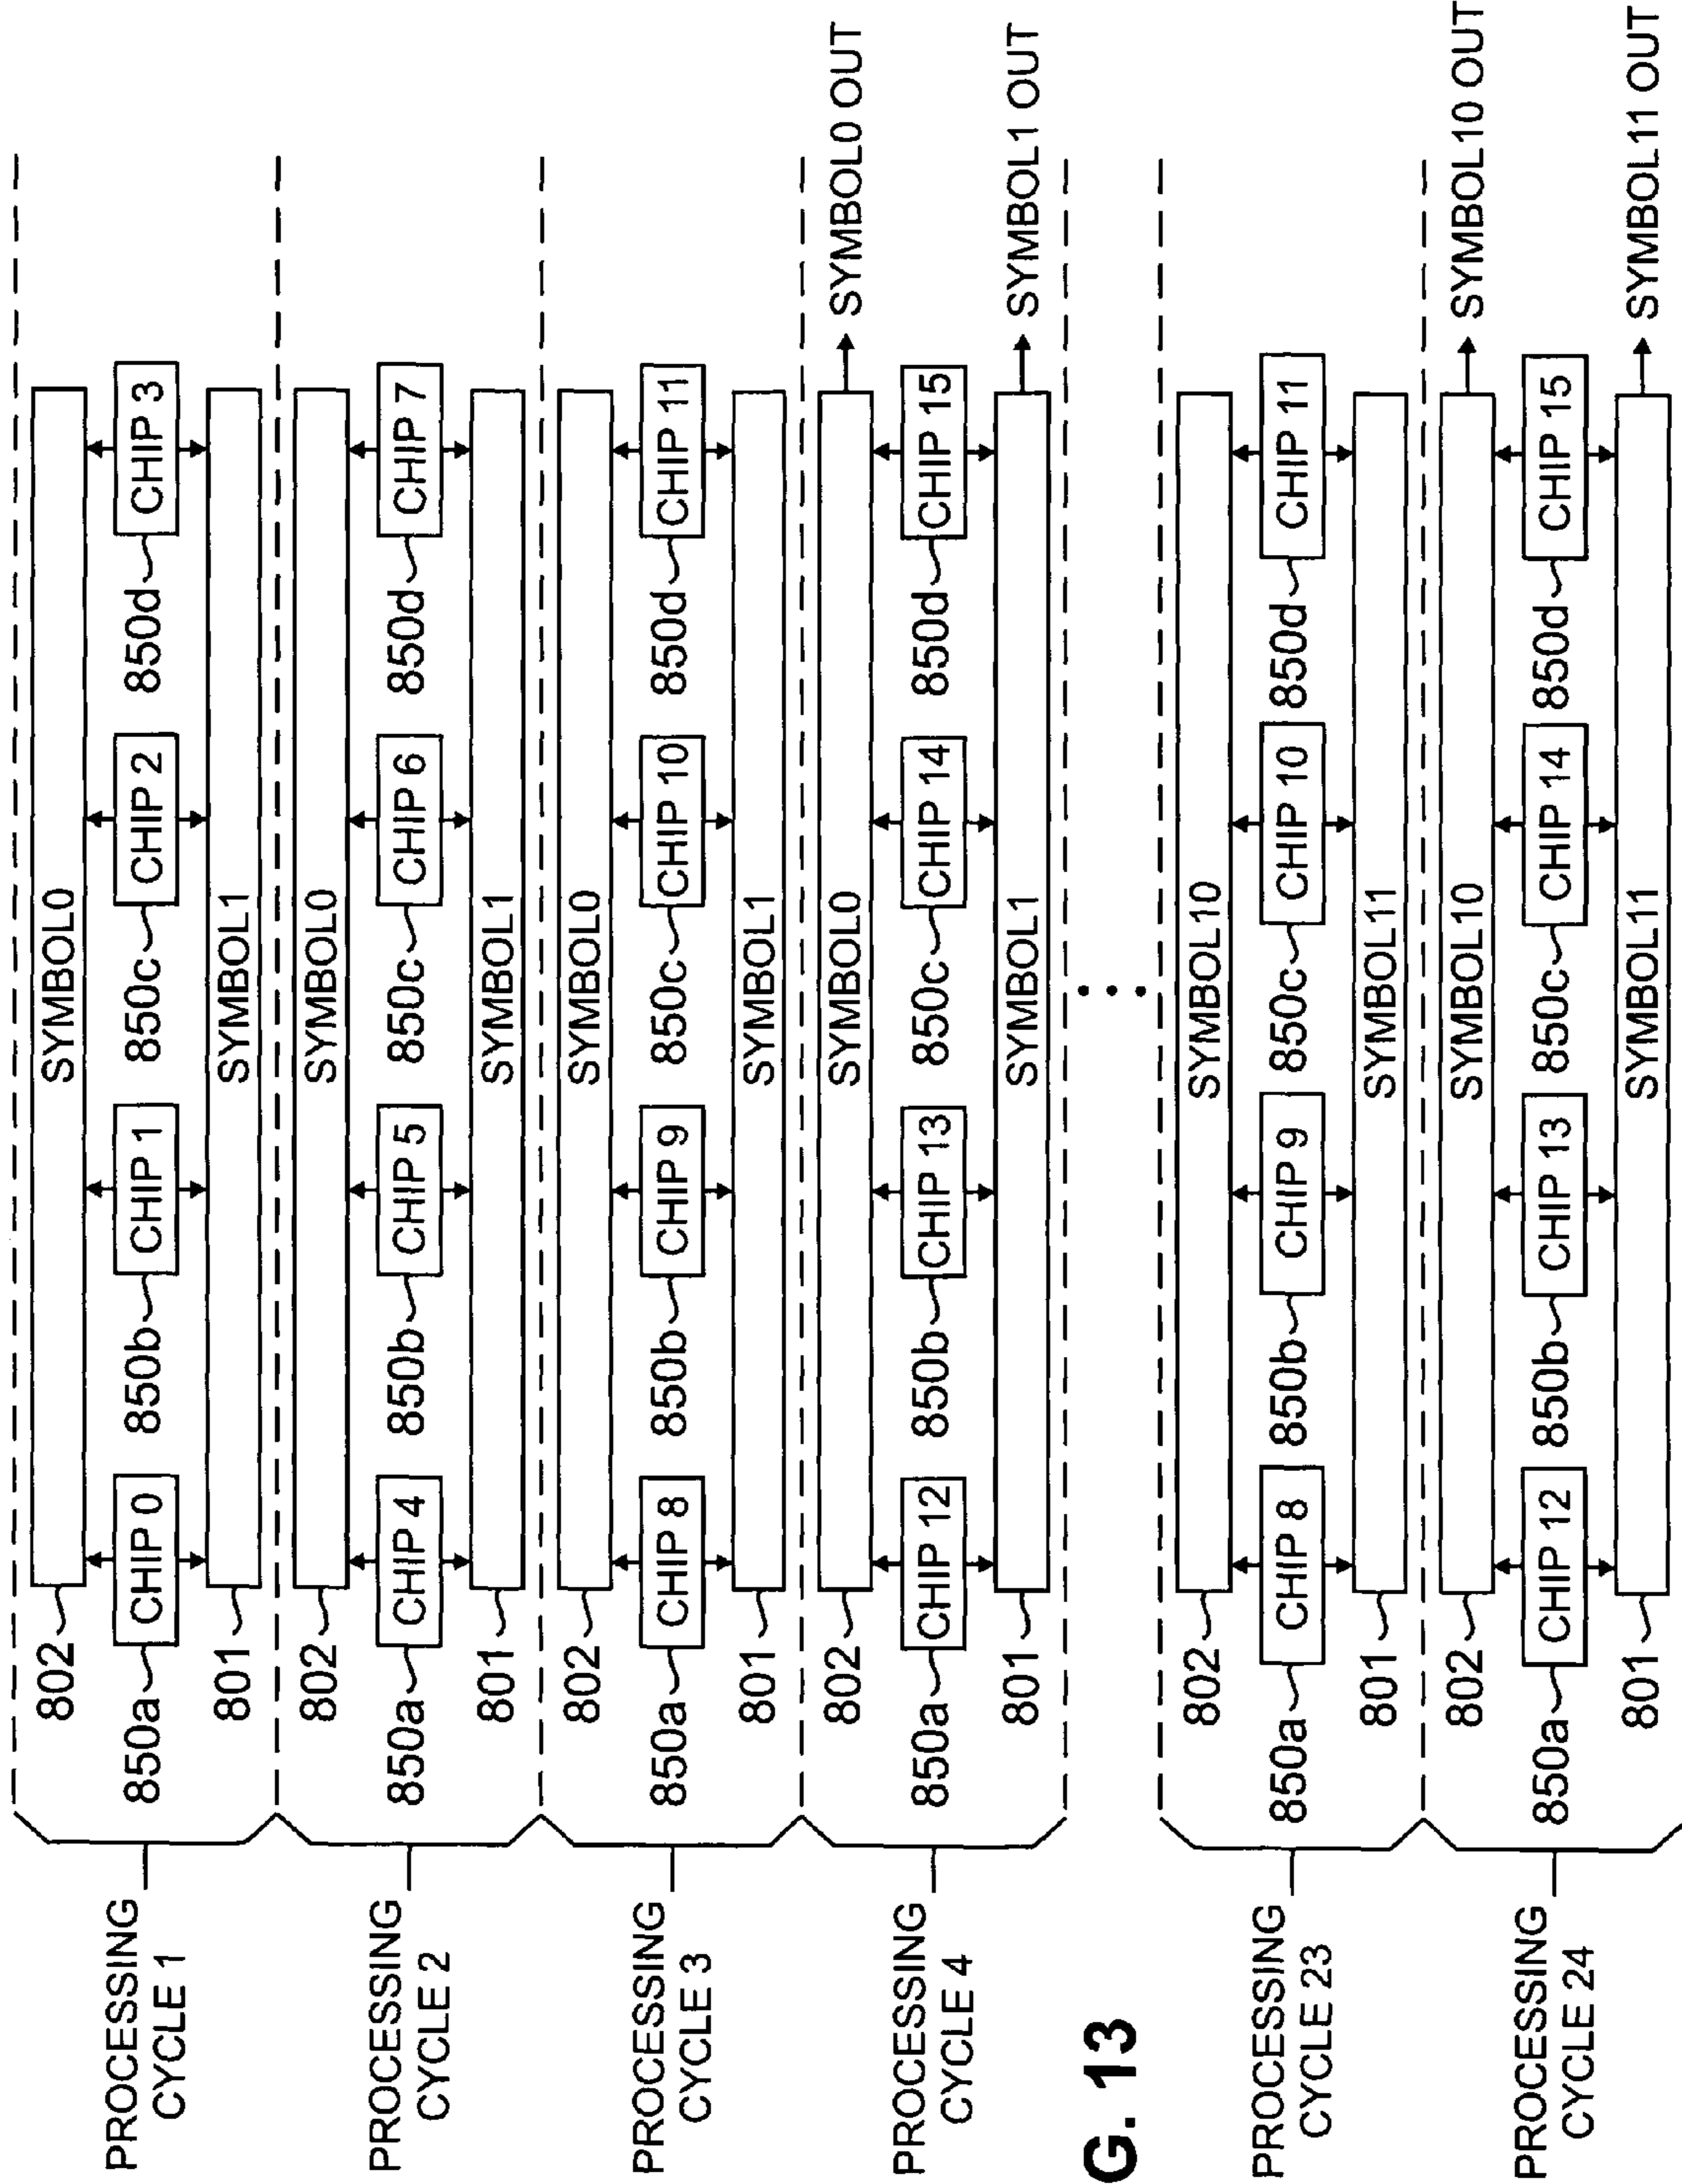 PROCESSING
CYCLE 1
802
SYMBOL0
850a
CHIP 0
850b
CHIP 1
850c
CHIP 2
850d
CHIP 3
801
SYMBOL1
PROCESSING
CYCLE 2
802
SYMBOL0
850a
CHIP 4
850b
CHIP 5
850c
CHIP 6
850d
CHIP 7
801
SYMBOL1
PROCESSING
CYCLE 3
802
SYMBOL0
850a
CHIP 8
850b
CHIP 9
850c
CHIP 10
850d
CHIP 11
801
SYMBOL1
PROCESSING
CYCLE 4
802
SYMBOL0
SYMBOL0 OUT
850a
CHIP 12
850b
CHIP 13
850c
CHIP 14
850d
CHIP 15
801
SYMBOL1
SYMBOL1 OUT
G. 13
PROCESSING
CYCLE 23
802
SYMBOL10
850a
CHIP 8
850b
CHIP 9
850c
CHIP 10
850d
CHIP 11
801
SYMBOL11
PROCESSING
CYCLE 24
802
SYMBOL10
SYMBOL10 OUT
850a
CHIP 12
850b
CHIP 13
850c
CHIP 14
850d
CHIP 15
801
SYMBOL11
SYMBOL11 OUT